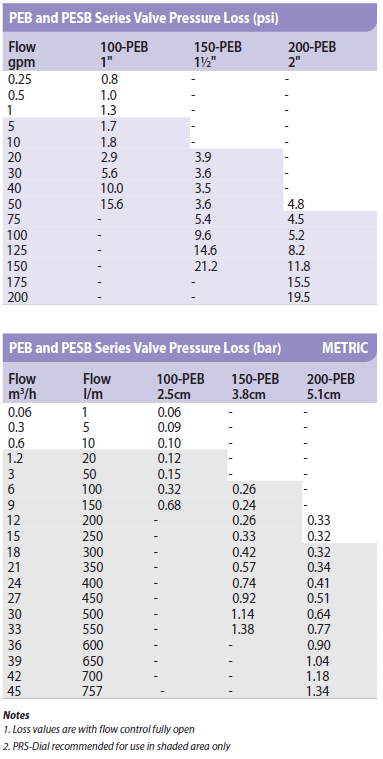 PEB and PESB Series Valve Pressure Loss (psi)
Flow 100-PEB 150-PEB 200-PEB
gpm 1" 1½" 2"
0.25 0.8 - -
0.5 1.0 - -
1 1.3 - -
5 1.7 - -
10 1.8 - -
20 2.9 3.9 -
30 5.6 3.6 -
40 10.0 3.5 -
50 15.6 3.6 4.8
75 - 5.4 4.5
100 - 9.6 5.2
125 - 14.6 8.2
150 - 21.2 11.8
175 - - 15.5
200 - - 19.5
PEB and PESB Series Valve Pressure Loss (bar) METRIC
Flow Flow 100-PEB 150-PEB 200-PEB
m³/h l/m 2.5cm 3.8cm 5.1cm
0.06 1 0.06 - -
0.3 5 0.09 - -
0.6 10 0.10 - -
1.2 20 0.12 - -
3 50 0.15 - -
6 100 0.32 0.26 -
9 150 0.68 0.24 -
12 200 - 0.26 0.33
15 250 - 0.33 0.32
18 300 - 0.42 0.32
21 350 - 0.57 0.34
24 400 - 0.74 0.41
27 450 - 0.92 0.51
30 500 - 1.14 0.64
33 550 - 1.38 0.77
36 600 - - 0.90
39 650 - - 1.04
42 700 - - 1.18
45 757 - - 1.34
Notes
1. Loss values are with flow control fully open
2. PRS-Dial recommended for use in shaded area only